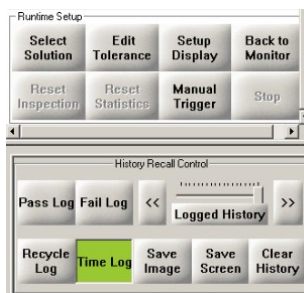 Runtime Setup
Select Solution
Edit Tolerance
Setup Display
Back to Monitor
Reset Inspection
Reset Statistics
Manual Trigger
Stop
History Recall Control
Pass Log
Fail Log
<<
Logged History
>>
Recycle Log
Time Log
Save Image
Save Screen
Clear History